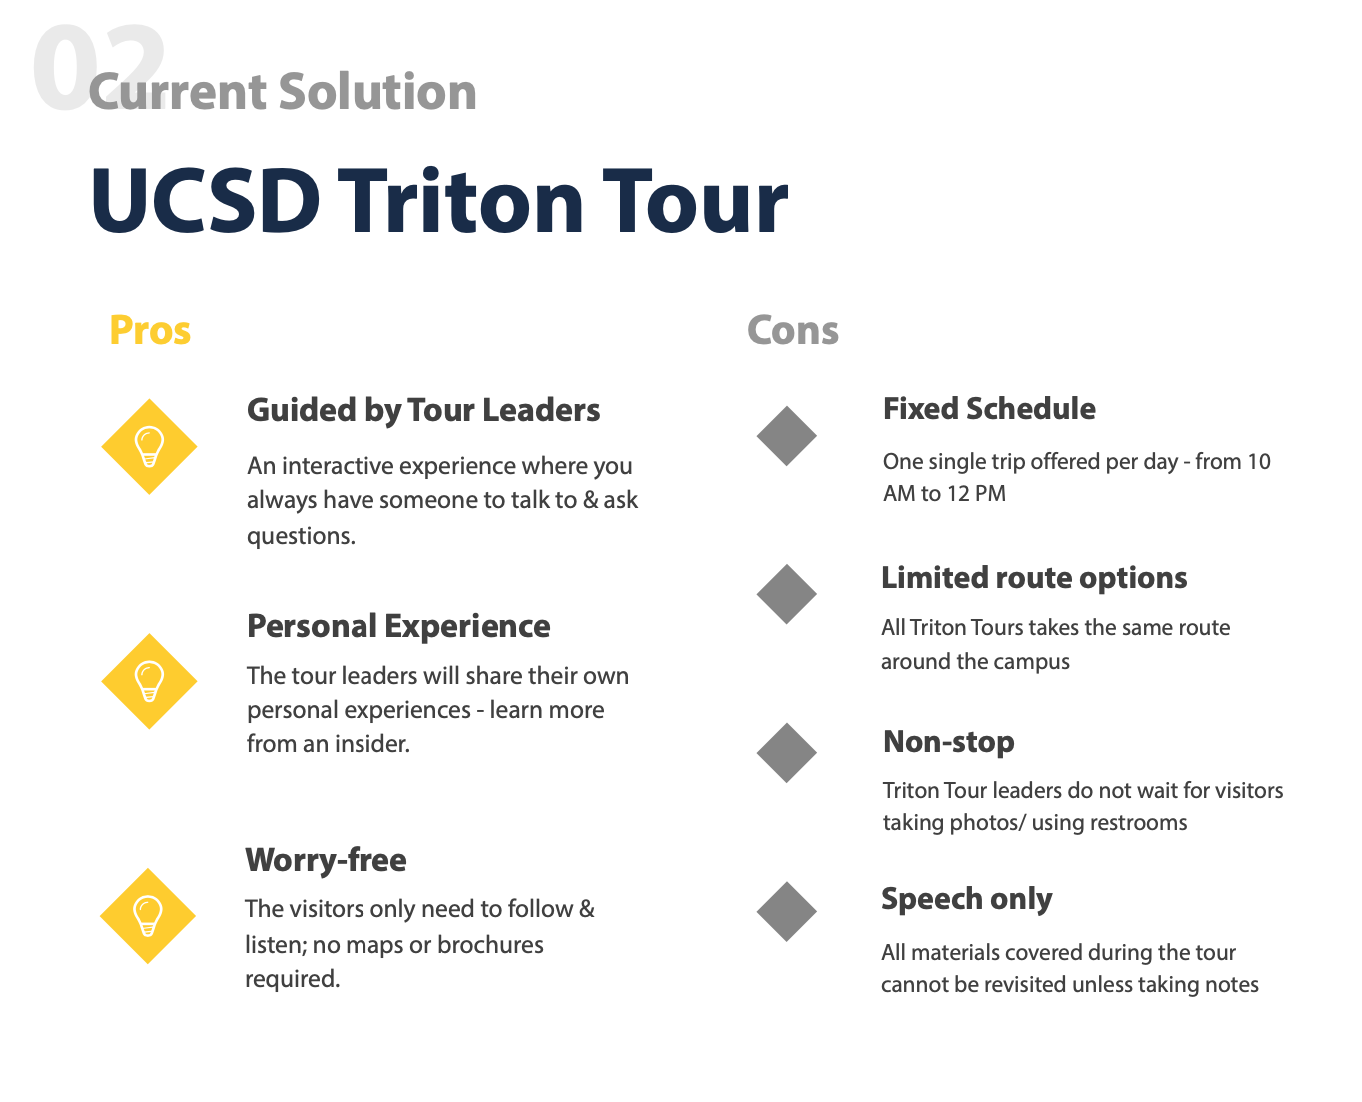 02
Current Solution
UCSD Triton Tour
Pros
Guided by Tour Leaders
An interactive experience where you
always have someone to talk to & ask
questions.
Personal Experience
The tour leaders will share their own
personal experiences - learn more
from an insider.
Worry-free
The visitors only need to follow &
listen; no maps or brochures
required.
Cons
Fixed Schedule
One single trip offered per day - from 10
AM to 12 PM
Limited route options
All Triton Tours takes the same route
around the campus
Non-stop
Triton Tour leaders do not wait for visitors
taking photos/ using restrooms
Speech only
All materials covered during the tour
cannot be revisited unless taking notes